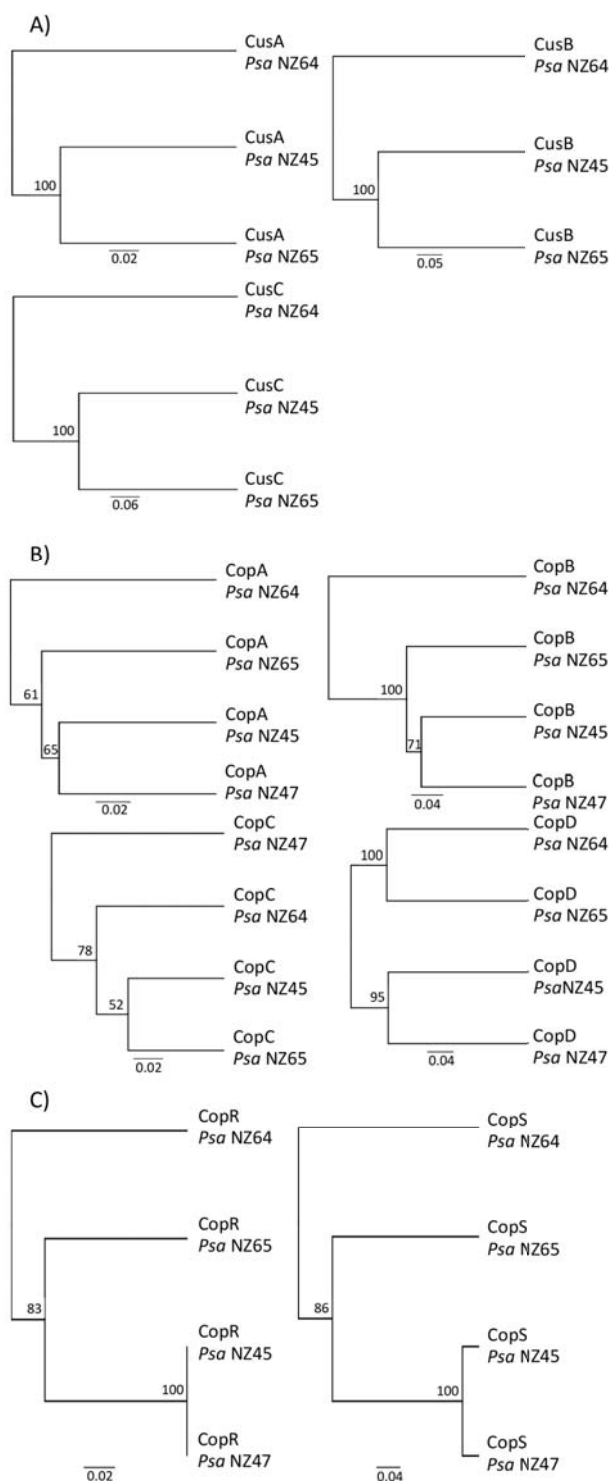 A)
CusA
Psa NZ64
CusA
Psa NZ45
100
CusA
Psa NZ65
0.02
CusB
Psa NZ64
CusB
Psa NZ45
100
CusB
Psa NZ65
0.05
CusC
Psa NZ64
CusC
Psa NZ45
100
CusC
Psa NZ65
0.06
B)
CopA
Psa NZ64
CopA
Psa NZ65
61
CopA
Psa NZ45
65
CopA
Psa NZ47
0.02
CopB
Psa NZ64
CopB
Psa NZ65
100
CopB
Psa NZ45
71
CopB
Psa NZ47
0.04
CopC
Psa NZ47
CopC
Psa NZ64
78
CopC
Psa NZ45
52
CopC
Psa NZ65
0.02
CopD
Psa NZ64
100
CopD
Psa NZ65
CopD
PsaNZ45
95
CopD
Psa NZ47
0.04
C)
CopR
Psa NZ64
CopR
Psa NZ65
83
CopR
Psa NZ45
100
CopR
Psa NZ47
0.02
CopS
Psa NZ64
CopS
Psa NZ65
86
CopS
Psa NZ45
100
CopS
Psa NZ47
0.04